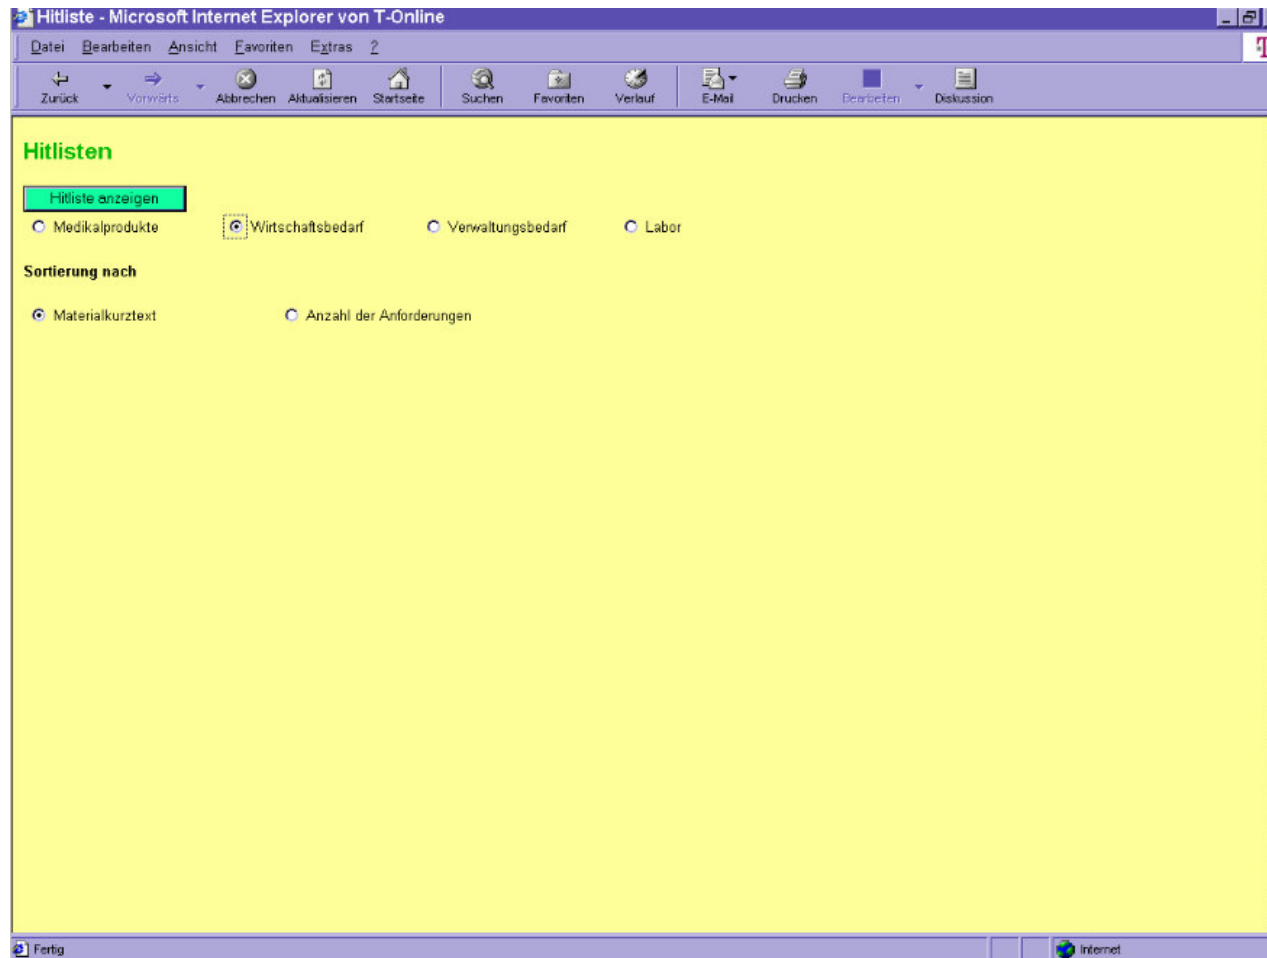 Hitliste - Microsoft Internet Explorer von T-Online
Datei Bearbeiten Ansicht Favoriten Extras ?
Zurück Vorwärts Abbrechen Aktualisieren Startseite Suchen Favoriten Verlauf E-Mail Drucken Bearbeiten Diskussion
Hitlisten
Hitliste anzeigen
Medikalprodukte Wirtschaftsbedarf Verwaltungsbedarf Labor
Sortierung nach
Materialkurztext Anzahl der Anforderungen
Fertig Internet